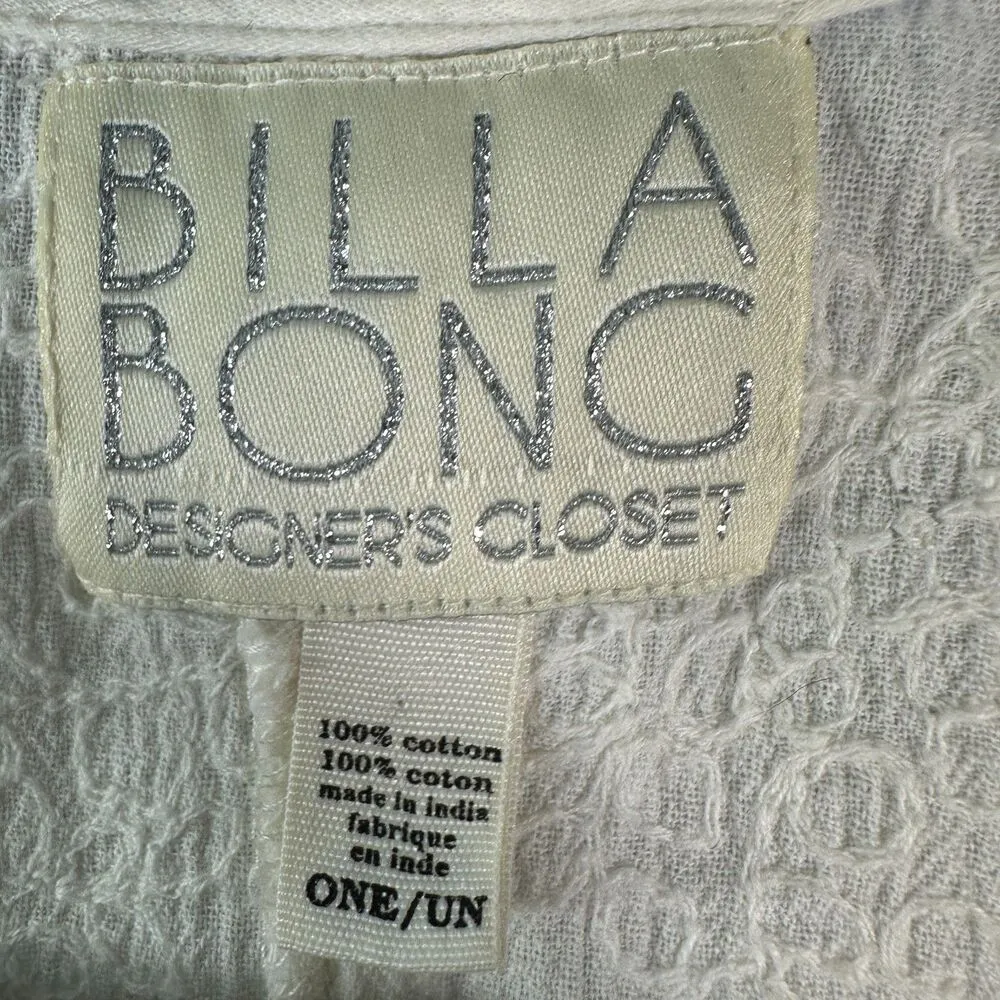 BILLA
BONG
DESIGNER'S CLOSET
100% cotton
100% coton
made in india
fabrique
en inde
ONE/UN